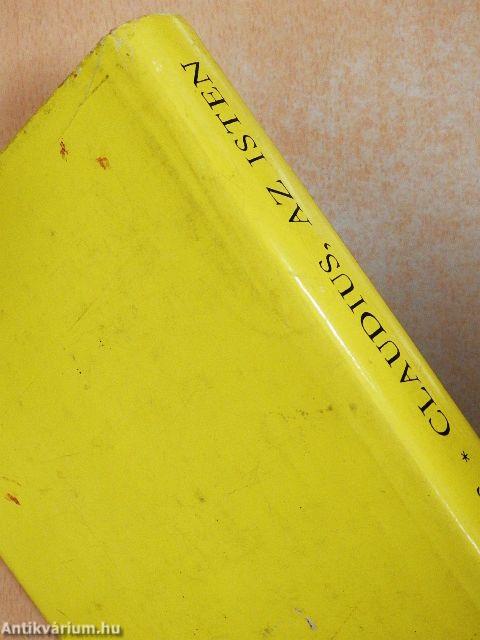 * CLAUDIUS, AZ ISTEN
Antikvárium.hu